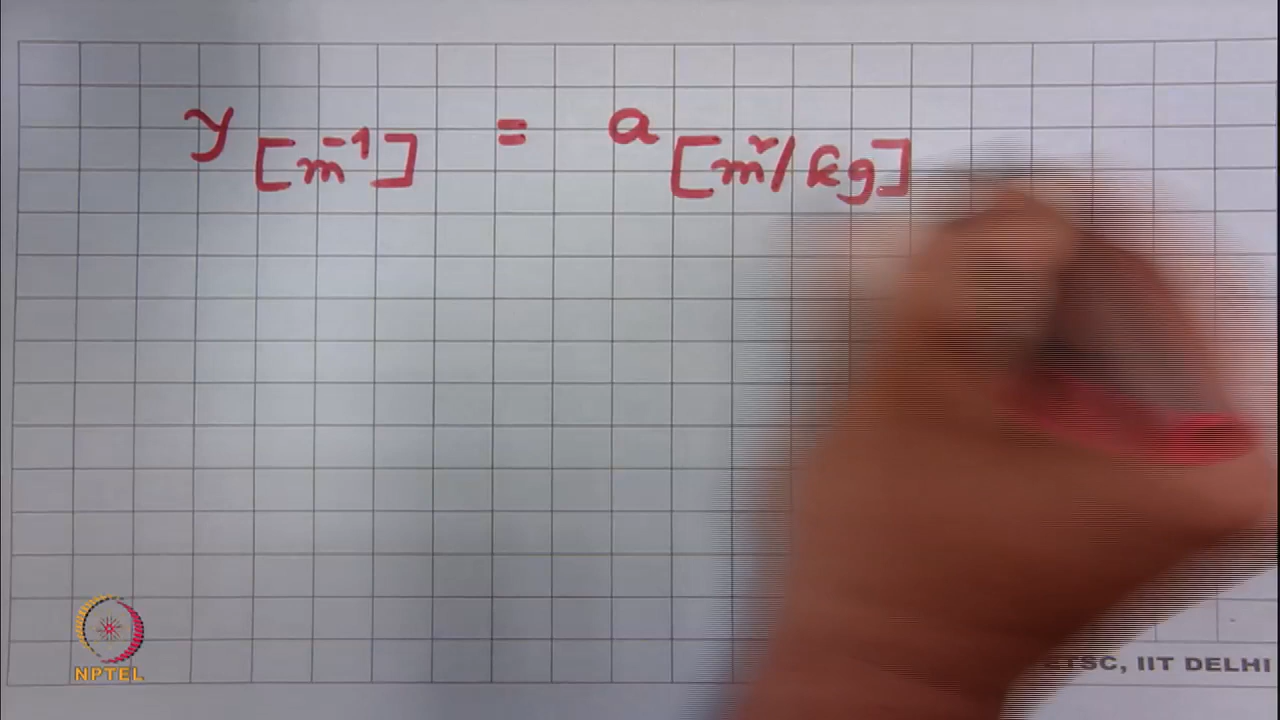 y [m⁻¹] = a [m²/kg]
NPTEL
ETSC, IIT DELHI